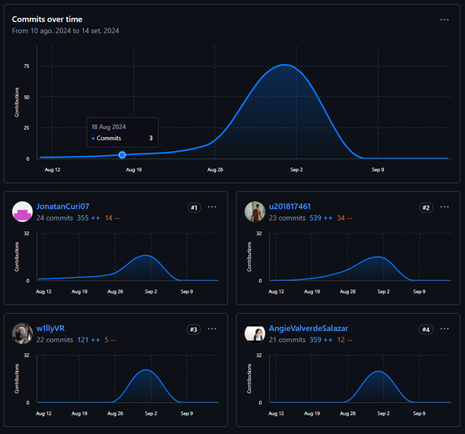 Commits over time
From 10 ago. 2024 to 14 set. 2024
Contributions
75
50
25
0
18 Aug 2024
Commits 3
Aug 12 Aug 19 Aug 26 Sep 2 Sep 9
JonatanCuri07 #1
24 commits 355 ++ 14 --
Contributions
32
0
Aug 12 Aug 19 Aug 26 Sep 2 Sep 9
u201817461 #2
23 commits 539 ++ 34 --
Contributions
32
0
Aug 12 Aug 19 Aug 26 Sep 2 Sep 9
w1llyVR #3
22 commits 121 ++ 5 --
Contributions
32
0
Aug 12 Aug 19 Aug 26 Sep 2 Sep 9
AngieValverdeSalazar #4
21 commits 359 ++ 12 --
Contributions
32
0
Aug 12 Aug 19 Aug 26 Sep 2 Sep 9